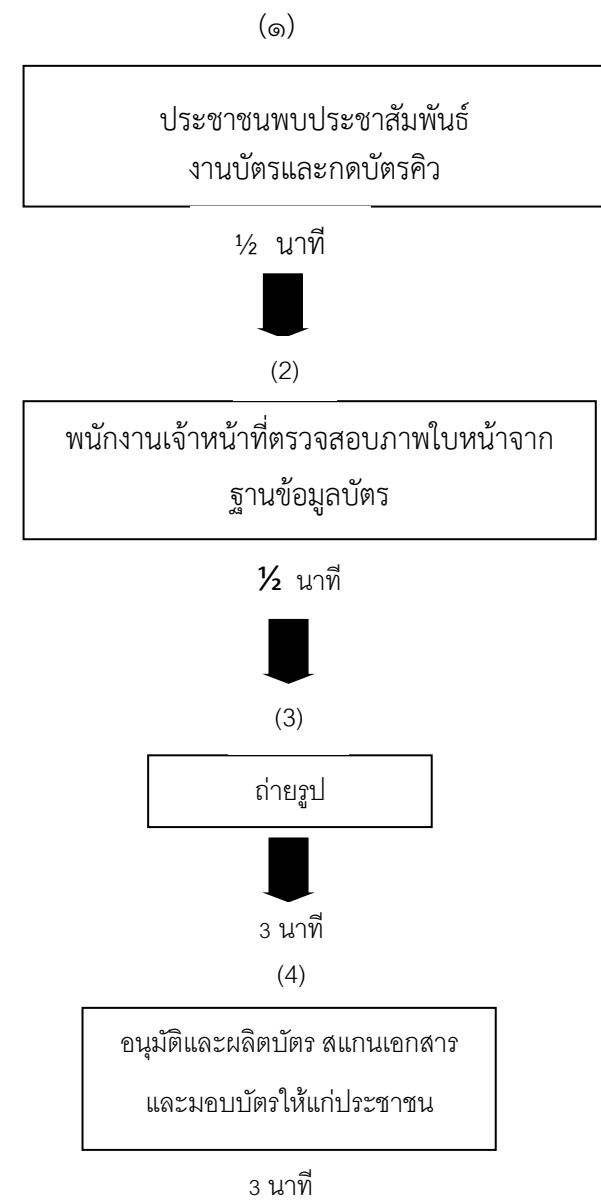 (๑)
ประชาชนพบประชาสัมพันธ์
งานบัตรและกดบัตรคิว
½ นาที
(2)
พนักงานเจ้าหน้าที่ตรวจสอบภาพใบหน้าจาก
ฐานข้อมูลบัตร
½ นาที
(3)
ถ่ายรูป
3 นาที
(4)
อนุมัติและผลิตบัตร สแกนเอกสาร
และมอบบัตรให้แก่ประชาชน
3 นาที